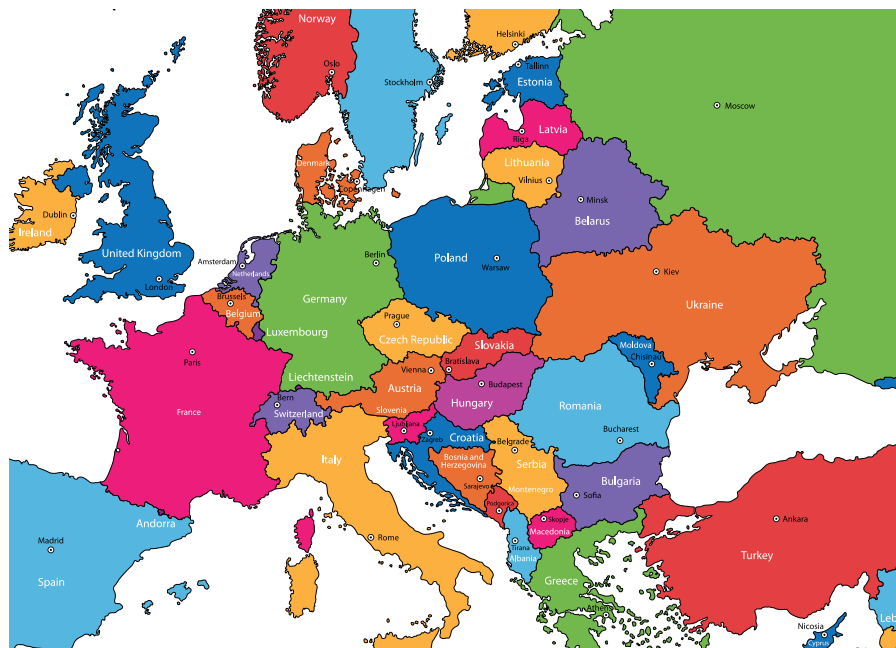 Norway
Helsinki
Oslo
Tallinn
Stockholm
Estonia
Moscow
Latvia
Riga
Denmark
Lithuania
Vilnius
Copenhagen
Minsk
Dublin
Belarus
Ireland
United Kingdom
Amsterdam
Berlin
Poland
Netherlands
Warsaw
Kiev
London
Brussels
Germany
Ukraine
Belgium
Prague
Luxembourg
Czech Republic
Slovakia
Moldova
Paris
Bratislava
Chisinau
Vienna
Liechtenstein
Budapest
Austria
Bern
Hungary
Romania
France
Switzerland
Slovenia
Ljubljana
Zagreb
Croatia
Belgrade
Bucharest
Italy
Bosnia and
Herzegovina
Serbia
Sarajevo
Bulgaria
Montenegro
Sofia
Podgorica
Andorra
Skopje
Ankara
Macedonia
Madrid
Rome
Tirana
Albania
Turkey
Spain
Greece
Athens
Leb
Nicosia
Cyprus